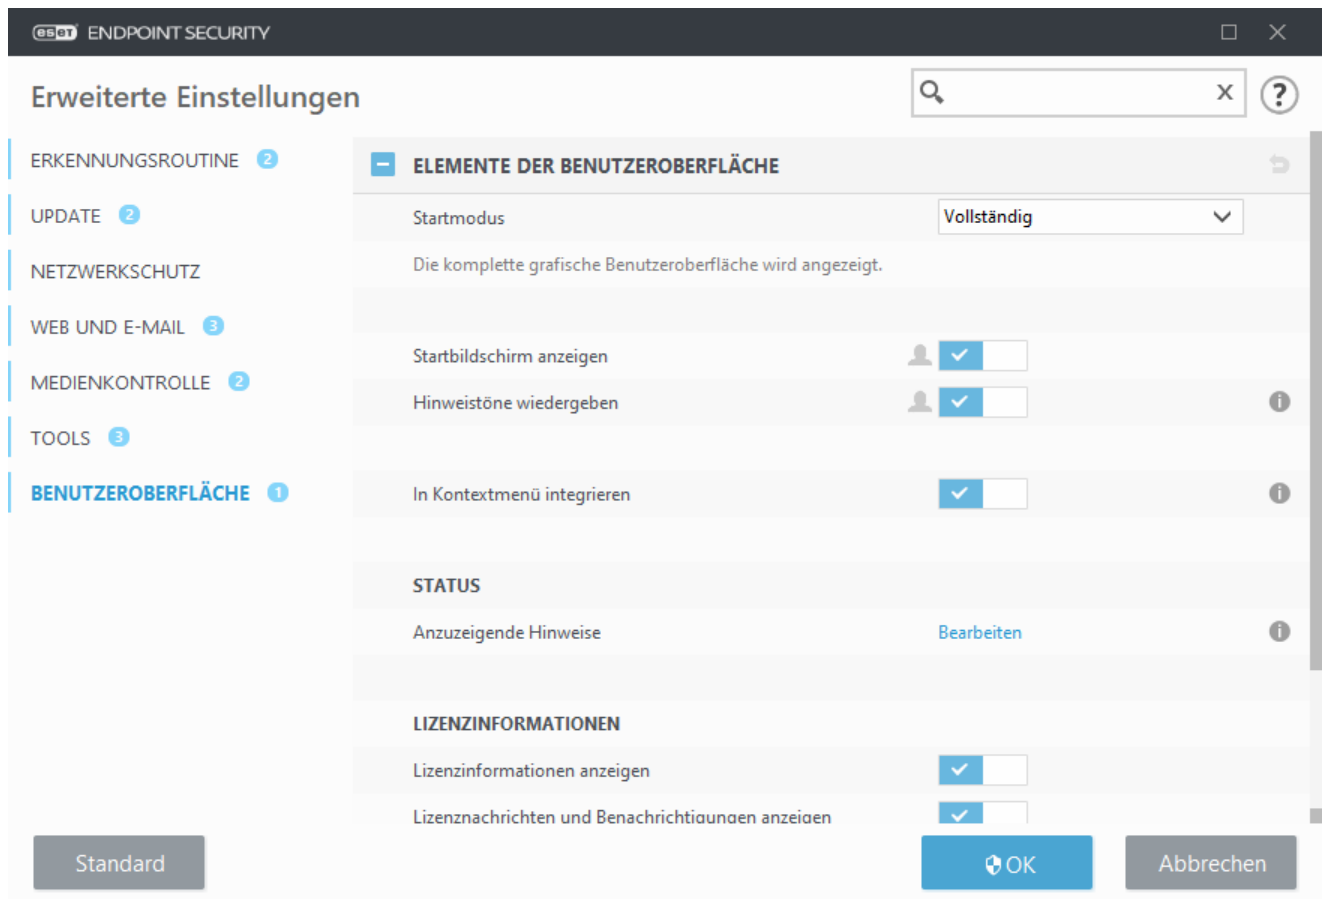 eset ENDPOINT SECURITY
Erweiterte Einstellungen
x
?
ERKENNUNGSROUTINE 2
UPDATE 2
NETZWERKSCHUTZ
WEB UND E-MAIL 3
MEDIENKONTROLLE 2
TOOLS 3
BENUTZEROBERFLÄCHE 1
ELEMENTE DER BENUTZEROBERFLÄCHE
Startmodus Vollständig
Die komplette grafische Benutzeroberfläche wird angezeigt.
Startbildschirm anzeigen
Hinweistöne wiedergeben i
In Kontextmenü integrieren i
STATUS
Anzuzeigende Hinweise Bearbeiten i
LIZENZINFORMATIONEN
Lizenzinformationen anzeigen
Lizenznachrichten und Benachrichtigungen anzeigen
Standard OK Abbrechen